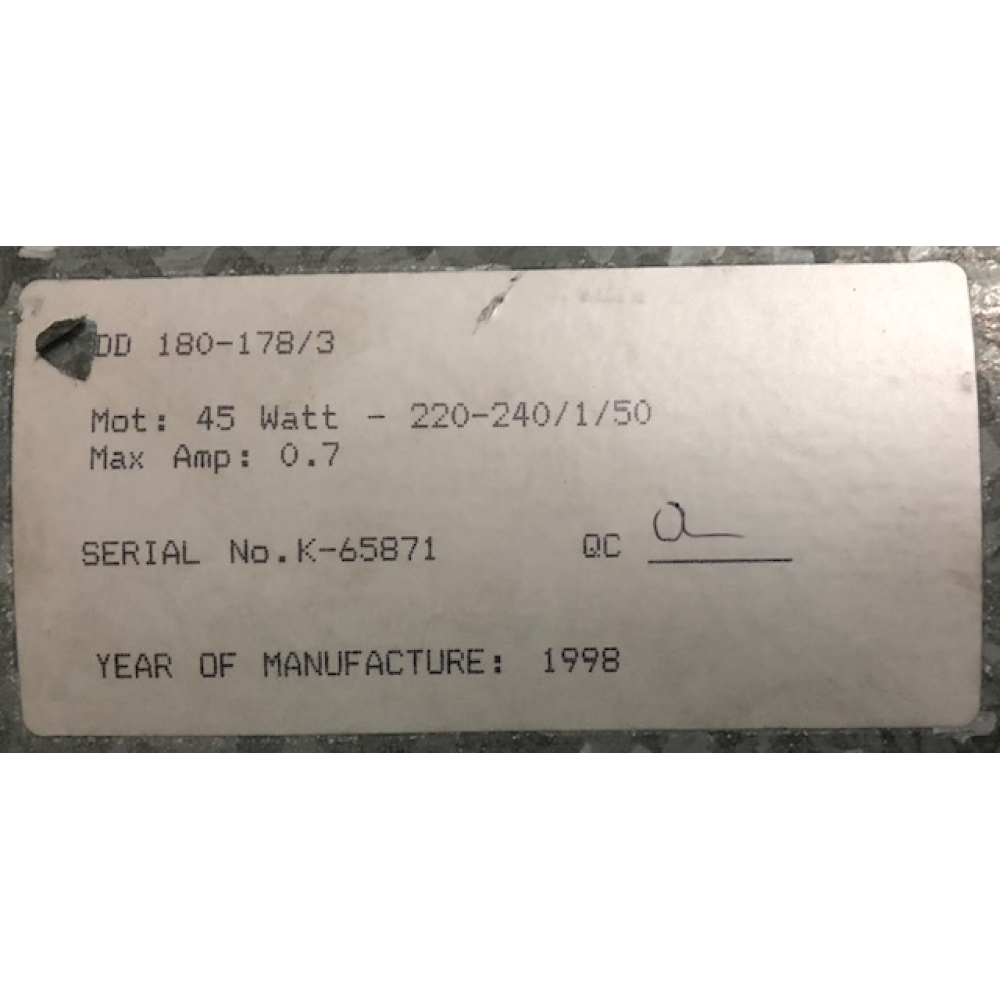 DD 180-178/3
Mot: 45 Watt - 220-240/1/50
Max Amp: 0.7
SERIAL No.K-65871 QC
YEAR OF MANUFACTURE: 1998